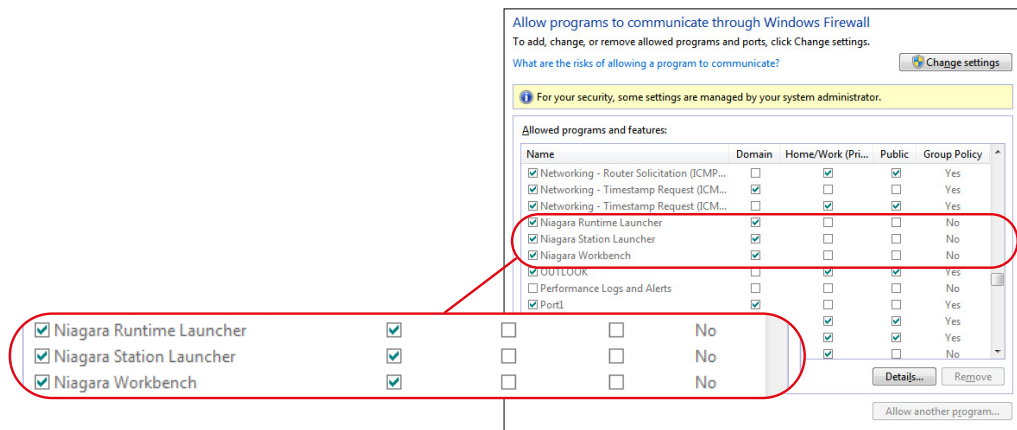 Allow programs to communicate through Windows Firewall
To add, change, or remove allowed programs and ports, click Change settings.
What are the risks of allowing a program to communicate? Change settings
For your security, some settings are managed by your system administrator.
Allowed programs and features:
Name Domain Home/Work (Pri... Public Group Policy
Networking - Router Solicitation (ICMP... Yes
Networking - Timestamp Request (ICM... Yes
Networking - Timestamp Request (ICM... Yes
Niagara Runtime Launcher No
Niagara Station Launcher No
Niagara Workbench No
OUTLOOK Yes
Performance Logs and Alerts No
Port1 Yes
Yes
Yes
No
Niagara Runtime Launcher No
Niagara Station Launcher No
Niagara Workbench No
Details... Remove
Allow another program...